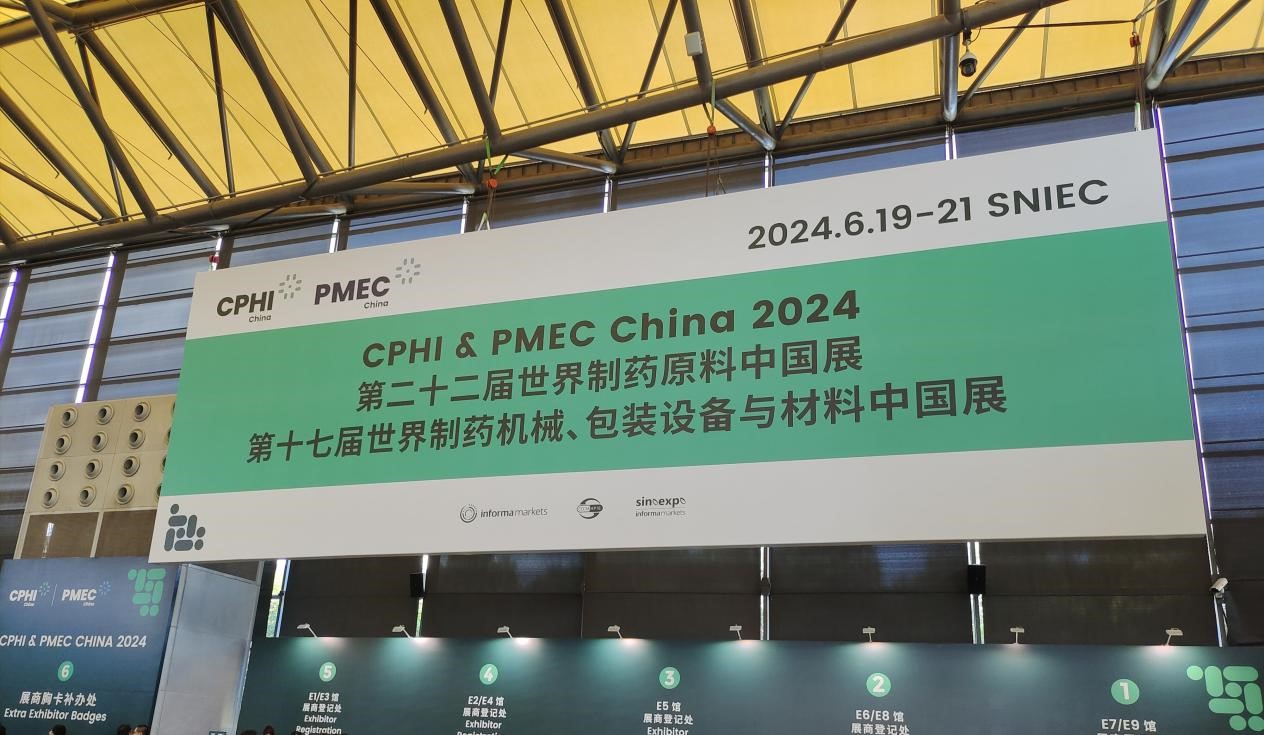 2024.6.19-21 SNIEC
CPHI
China
PMEC
China
CPHI & PMEC China 2024
第二十二届世界制药原料中国展
第十七届世界制药机械、包装设备与材料中国展
informa markets
sinoexpo
informa markets
CPHI
China
PMEC
China
CPHI & PMEC CHINA 2024
6
展商胸卡补办处
Extra Exhibitor Badges
5
E1/E3 馆
展商登记处
Exhibitor
Registration
4
E2/E4 馆
展商登记处
Exhibitor
3
E5 馆
展商登记处
Exhibitor
2
E6/E8 馆
展商登记处
1
E7/E9 馆